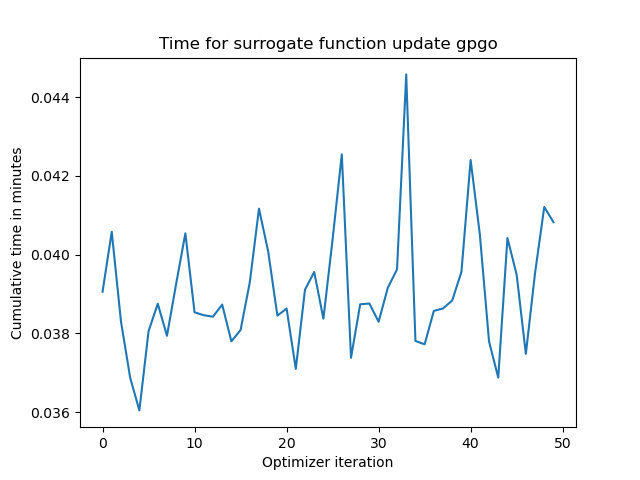 Time for surrogate function update gpgo
Cumulative time in minutes
0.044
0.042
0.040
0.038
0.036
0 10 20 30 40 50
Optimizer iteration